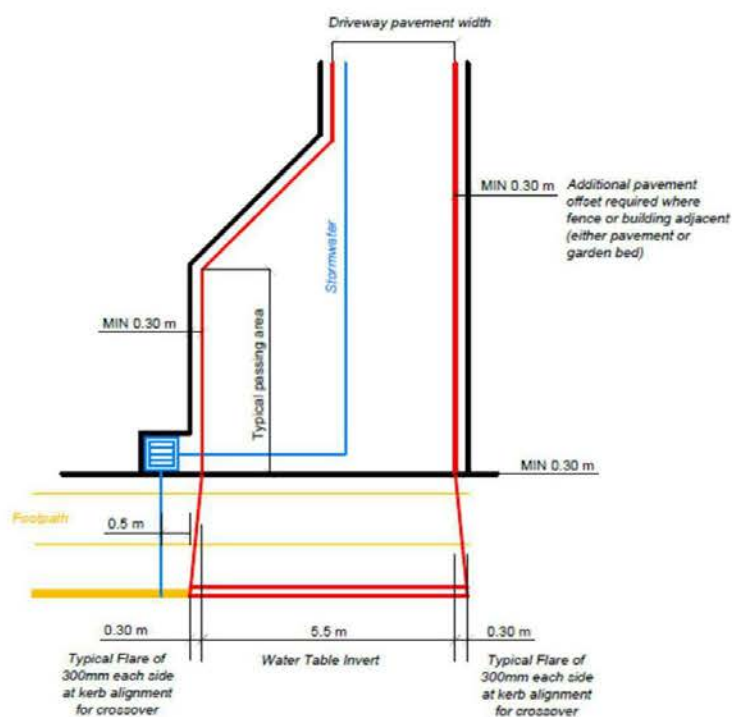 Driveway pavement width
MIN 0.30 m
Additional pavement
offset required where
fence or building adjacent
(either pavement or
garden bed)
Stormwater
MIN 0.30 m
Typical passing area
MIN 0.30 m
Footpath
0.5 m
0.30 m
5.5 m
0.30 m
Typical Flare of
300mm each side
at kerb alignment
for crossover
Water Table Invert
Typical Flare of
300mm each side
at kerb alignment
for crossover